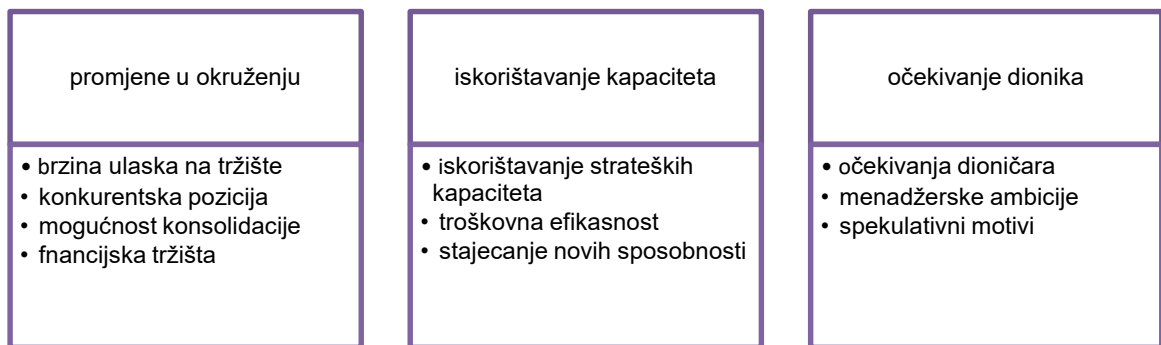 promjene u okruženju
• brzina ulaska na tržište
• konkurentska pozicija
• mogućnost konsolidacije
• fnancijska tržišta
iskorištavanje kapaciteta
• iskorištavanje strateških
kapaciteta
• troškovna efikasnost
• stajecanje novih sposobnosti
očekivanje dionika
• očekivanja dioničara
• menadžerske ambicije
• spekulativni motivi